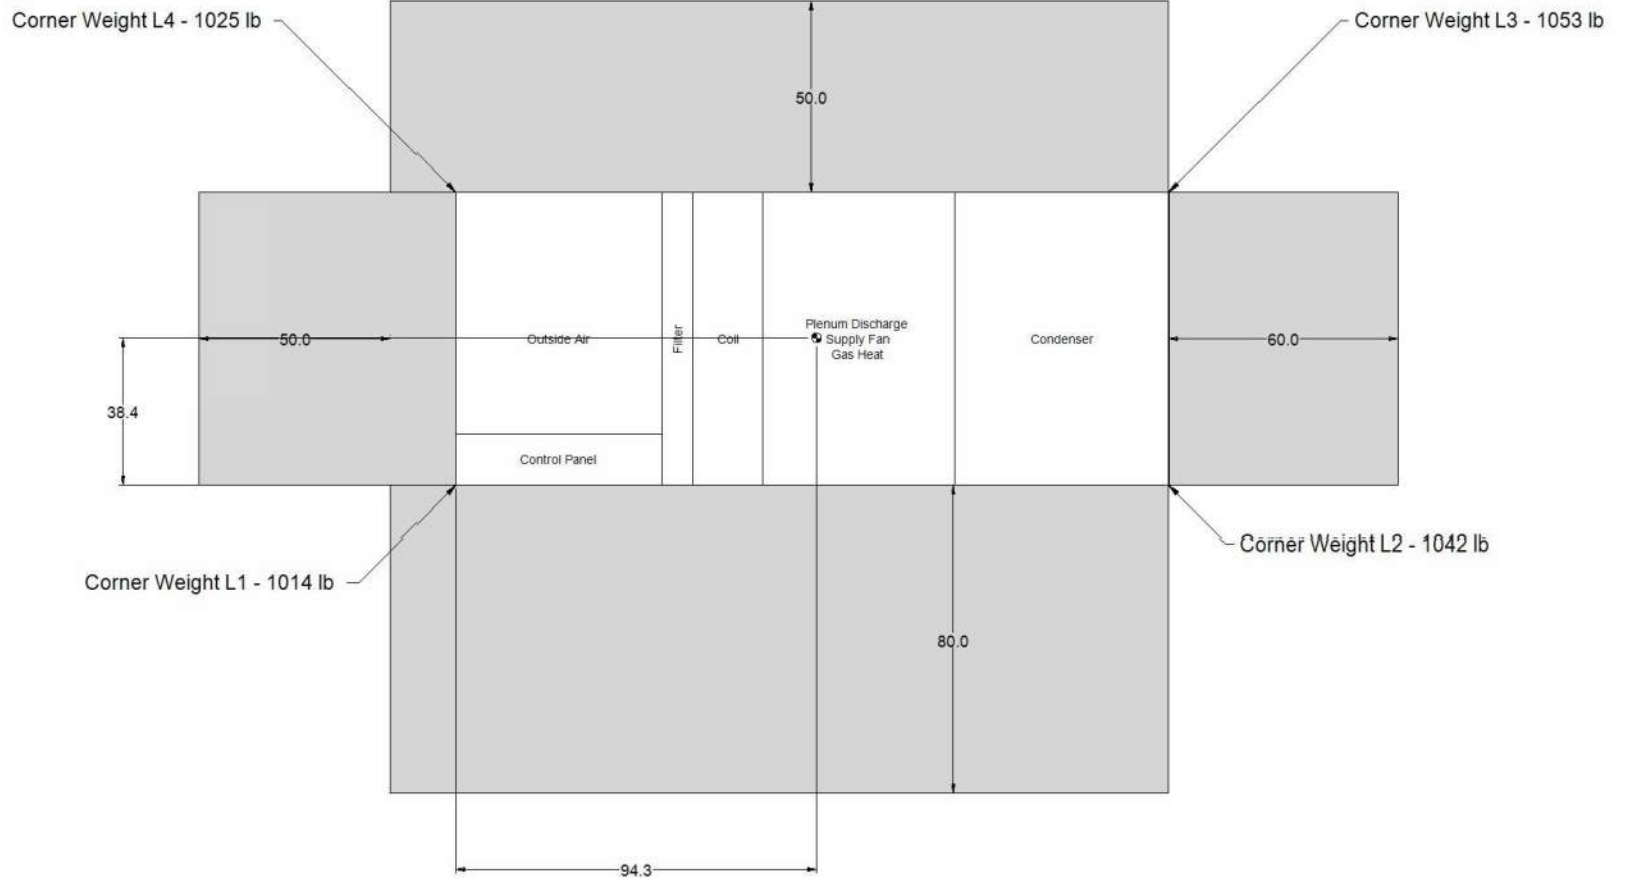 Corner Weight L4 - 1025 lb
Corner Weight L3 - 1053 lb
50.0
50.0
Outside Air
Filter
Coil
Plenum Discharge
Supply Fan
Gas Heat
Condenser
60.0
38.4
Control Panel
Corner Weight L2 - 1042 lb
Corner Weight L1 - 1014 lb
80.0
94.3